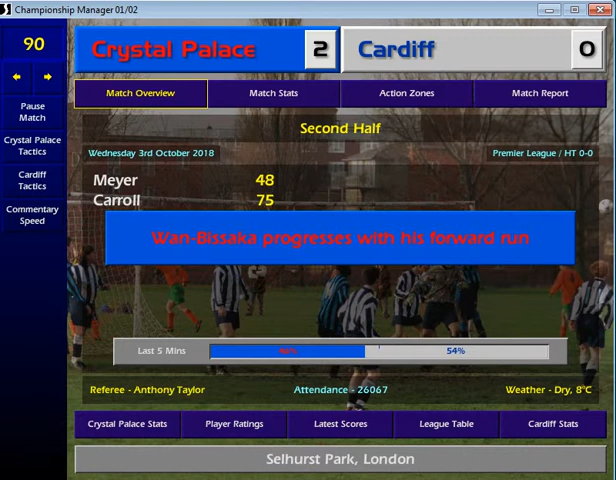 Championship Manager 01/02
90
Crystal Palace 2 Cardiff 0
Match Overview Match Stats Action Zones Match Report
Pause
Match
Crystal Palace
Tactics
Cardiff
Tactics
Commentary
Speed
Second Half
Wednesday 3rd October 2018 Premier League / HT 0-0
Meyer 48
Carroll 75
Wan-Bissaka progresses with his forward run
Last 5 Mins 54%
Referee - Anthony Taylor Attendance - 26067 Weather - Dry, 8°C
Crystal Palace Stats Player Ratings Latest Scores League Table Cardiff Stats
Selhurst Park, London